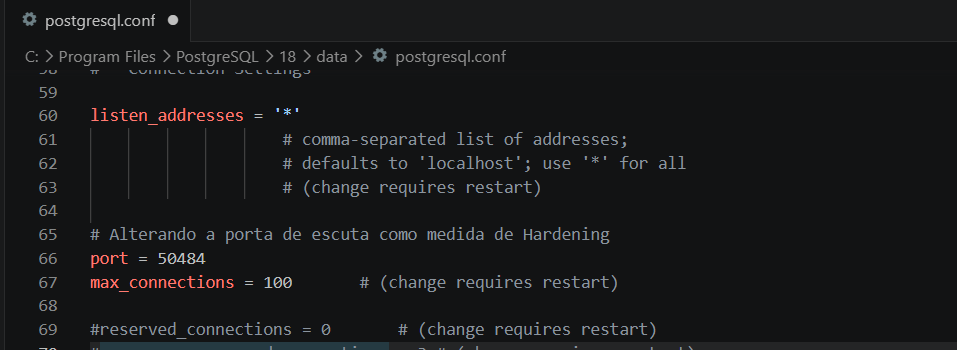 postgresql.conf
C: > Program Files > PostgreSQL > 18 > data > postgresql.conf
58 # - Connection Settings -
59
60 listen_addresses = '*'
61 # comma-separated list of addresses;
62 # defaults to 'localhost'; use '*' for all
63 # (change requires restart)
64
65 # Alterando a porta de escuta como medida de Hardening
66 port = 50484
67 max_connections = 100 # (change requires restart)
68
69 #reserved_connections = 0 # (change requires restart)
70